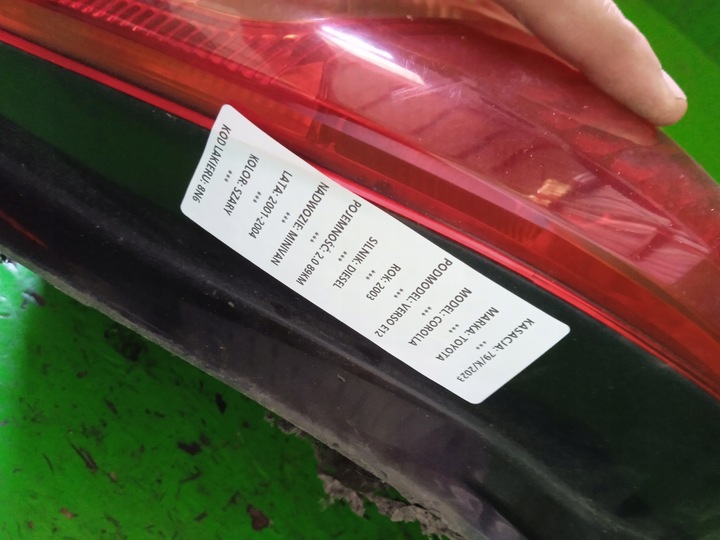 KASACJA: 79/K/2023
***
MARKA: TOYOTA
***
MODEL: COROLLA
***
PODMODEL: VERSO E12
***
ROK: 2003
***
SILNIK: DIESEL
***
POJEMNOŚĆ: 2.0 89KM
***
NADWOZIE: MINIVAN
***
LATA: 2001-2004
***
KOLOR: SZARY
***
KOD LAKIERU: 8N6